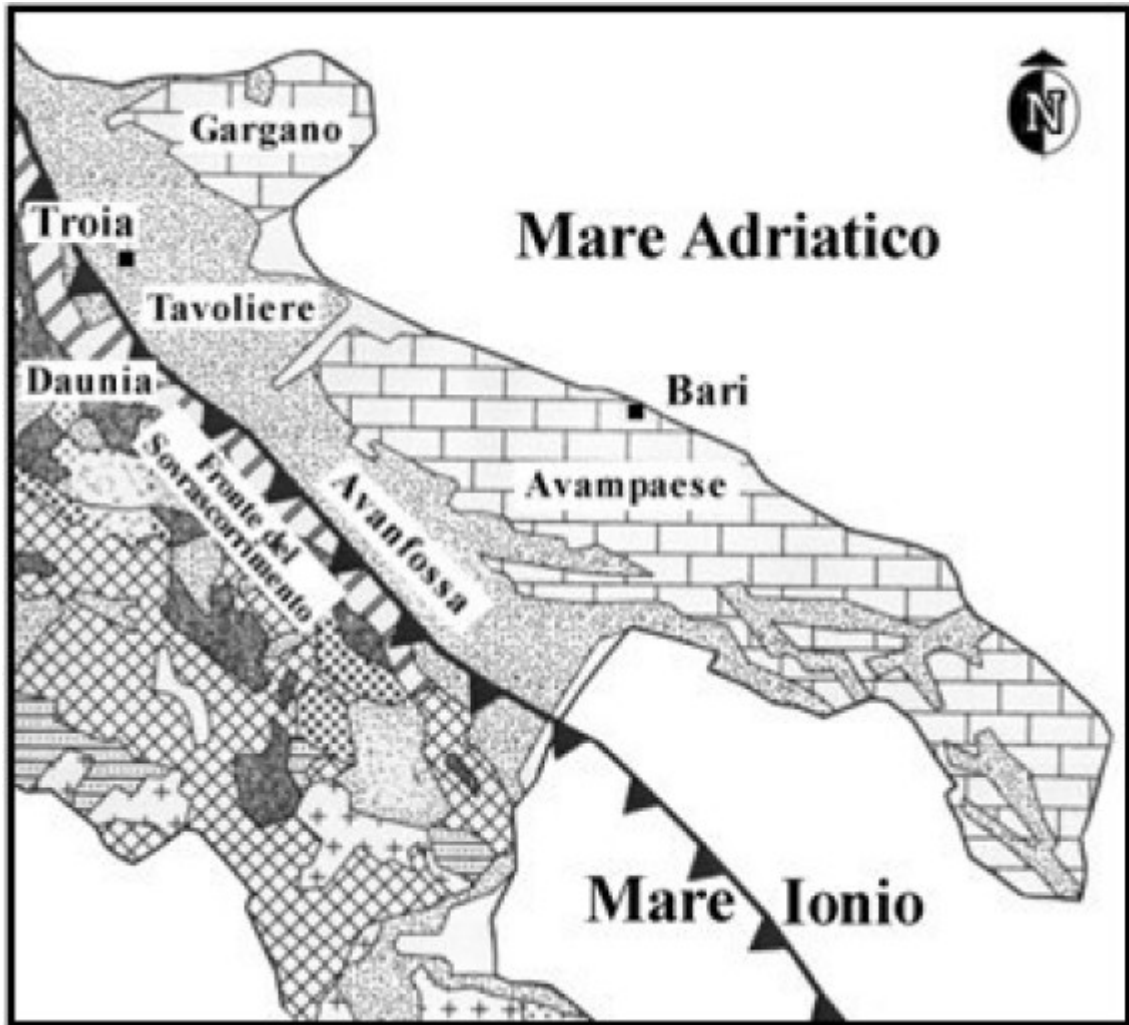 Gargano
N
Troia
Mare Adriatico
Tavoliere
Daunia
Bari
Fronte del
Sovrascorrimento
Avanfossa
Avampaese
Mare Ionio